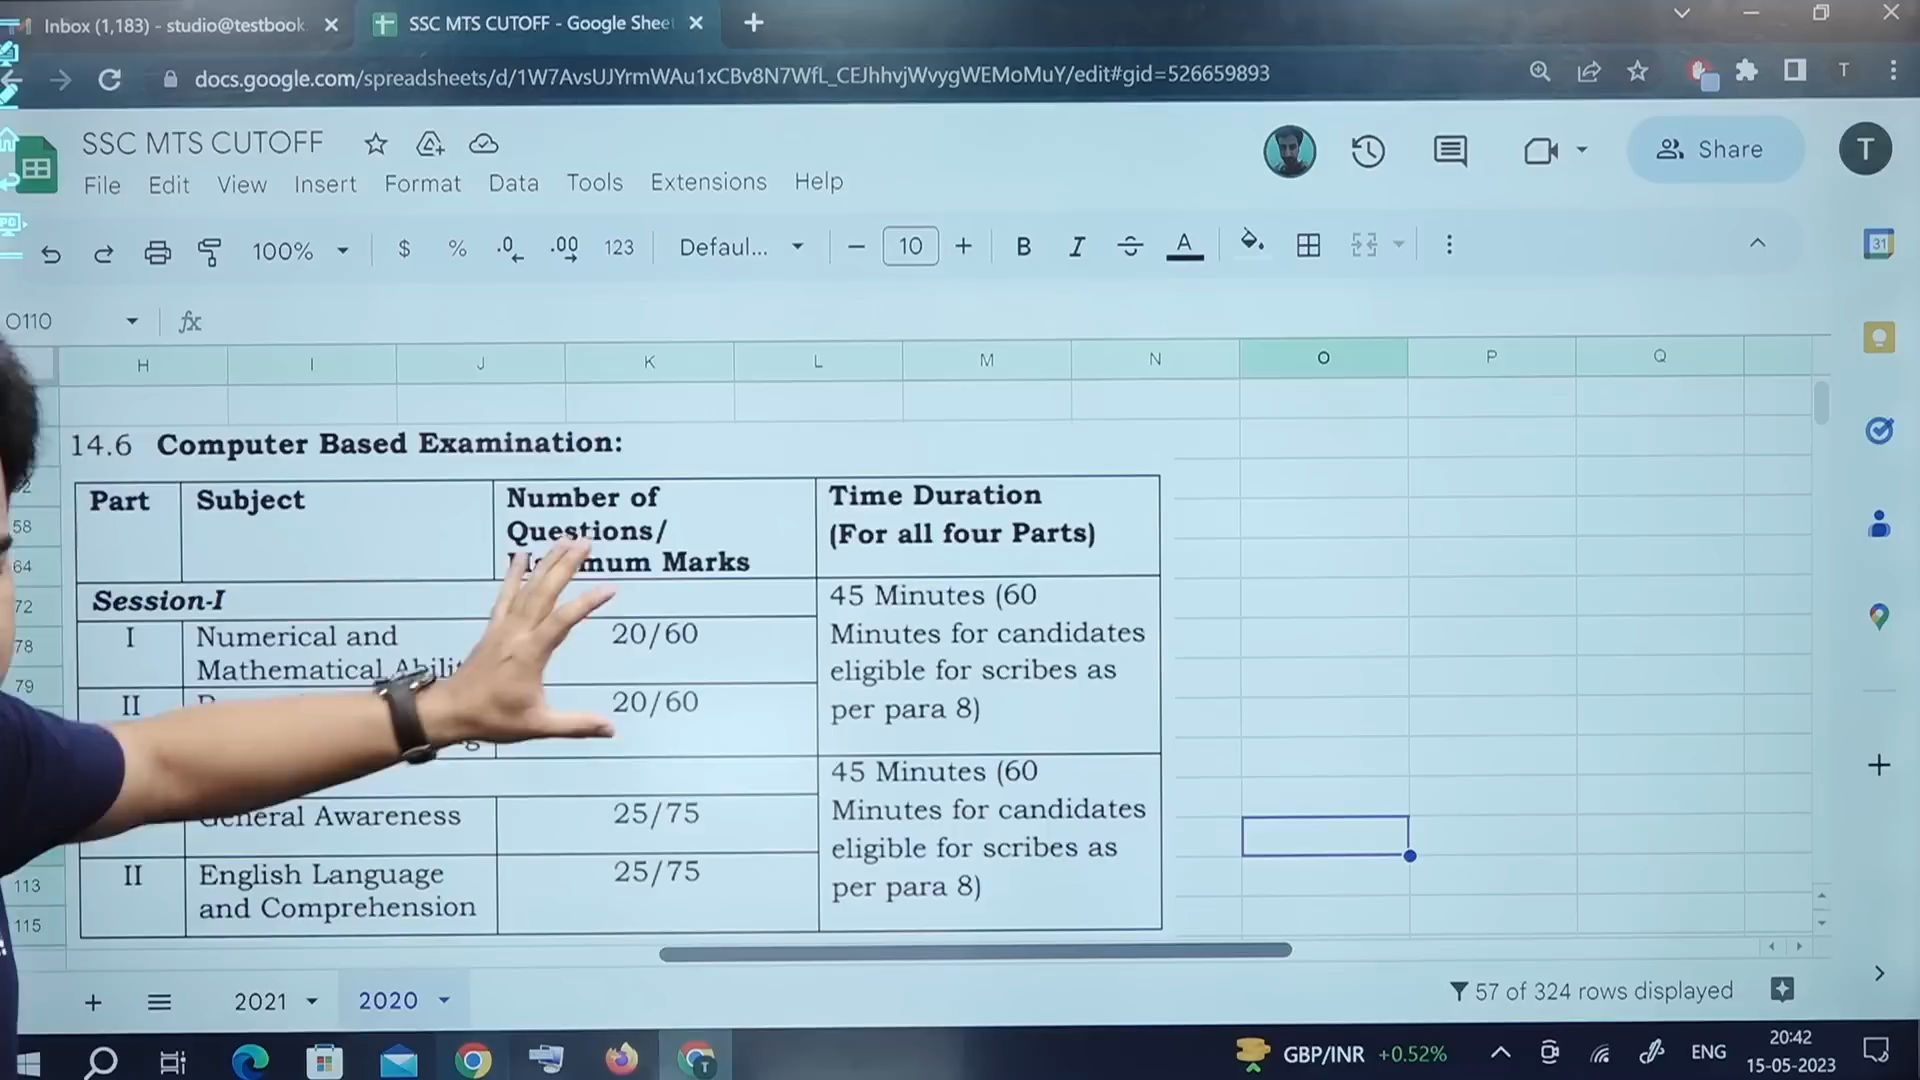 Inbox (1,183) - studio@testbook
SSC MTS CUTOFF - Google Sheet
docs.google.com/spreadsheets/d/1W7AvsUJYrmWAu1xCBv8N7WfL_CEJhhvjWvygWEMoMuY/edit#gid=526659893
T
SSC MTS CUTOFF
Share
T
File Edit View Insert Format Data Tools Extensions Help
100% $ % .0 .00 123 Defaul... 10 B I A
31
O110 fx
H I J K L M N O P Q
14.6 Computer Based Examination:
Part Subject Number of Questions/ Marks Time Duration (For all four Parts)
58
64
Session-I
72
I Numerical and Mathematical 20/60 45 Minutes (60 Minutes for candidates eligible for scribes as per para 8)
78
79
II 20/60
General Awareness 25/75 45 Minutes (60 Minutes for candidates eligible for scribes as per para 8)
II English Language and Comprehension 25/75
113
115
2021 2020
57 of 324 rows displayed
T
GBP/INR +0.52%
ENG
20:42
15-05-2023